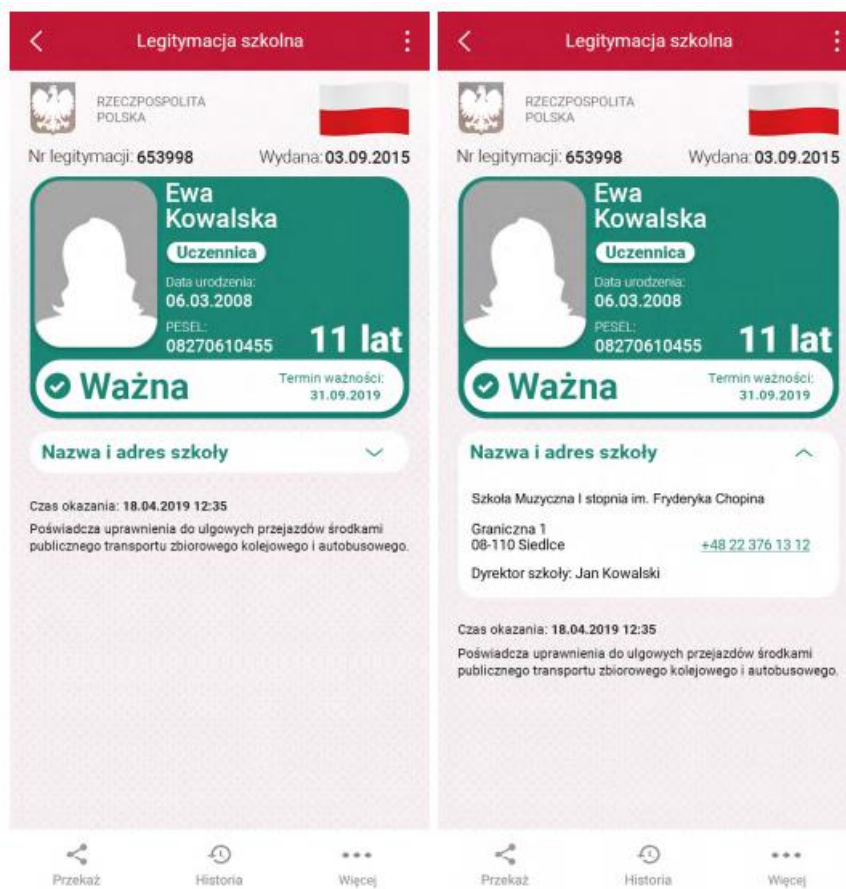 Legitymacja szkolna
RZECZPOSPOLITA
POLSKA
Nr legitymacji: 653998 Wydana: 03.09.2015
Ewa
Kowalska
Uczennica
Data urodzenia:
06.03.2008
PESEL:
08270610455
11 lat
Ważna
Termin ważności:
31.09.2019
Nazwa i adres szkoły
Czas okazania: 18.04.2019 12:35
Poświadcza uprawnienia do ulgowych przejazdów środkami
publicznego transportu zbiorowego kolejowego i autobusowego.
Przekaż Historia Więcej
Legitymacja szkolna
RZECZPOSPOLITA
POLSKA
Nr legitymacji: 653998 Wydana: 03.09.2015
Ewa
Kowalska
Uczennica
Data urodzenia:
06.03.2008
PESEL:
08270610455
11 lat
Ważna
Termin ważności:
31.09.2019
Nazwa i adres szkoły
Szkoła Muzyczna I stopnia im. Fryderyka Chopina
Graniczna 1
08-110 Siedlce +48 22 376 13 12
Dyrektor szkoły: Jan Kowalski
Czas okazania: 18.04.2019 12:35
Poświadcza uprawnienia do ulgowych przejazdów środkami
publicznego transportu zbiorowego kolejowego i autobusowego.
Przekaż Historia Więcej